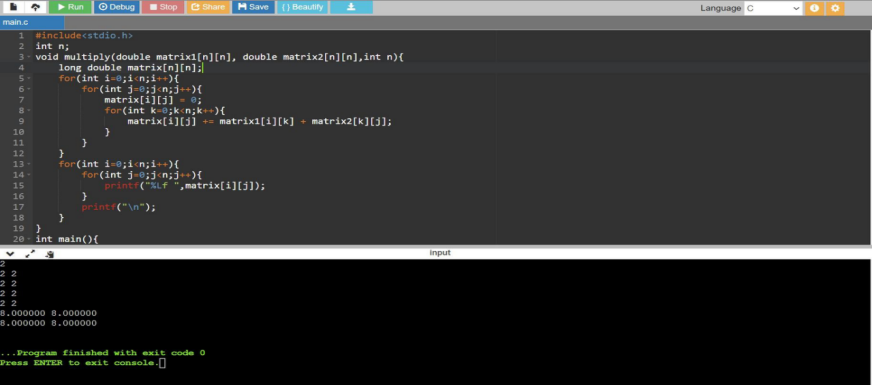 Run Debug Stop Share Save { } Beautify Language C
main.c
1 #include<stdio.h>
2 int n;
3 void multiply(double matrix1[n][n], double matrix2[n][n],int n){
4 long double matrix[n][n];
5 for(int i=0;i<n;i++){
6 for(int j=0;j<n;j++){
7 matrix[i][j] = 0;
8 for(int k=0;k<n;k++){
9 matrix[i][j] += matrix1[i][k] + matrix2[k][j];
10 }
11 }
12 }
13 for(int i=0;i<n;i++){
14 for(int j=0;j<n;j++){
15 printf("%Lf ",matrix[i][j]);
16 }
17 printf("\n");
18 }
19 }
20 int main(){
input
2
2 2
2 2
2 2
2 2
8.000000 8.000000
8.000000 8.000000
...Program finished with exit code 0
Press ENTER to exit console.